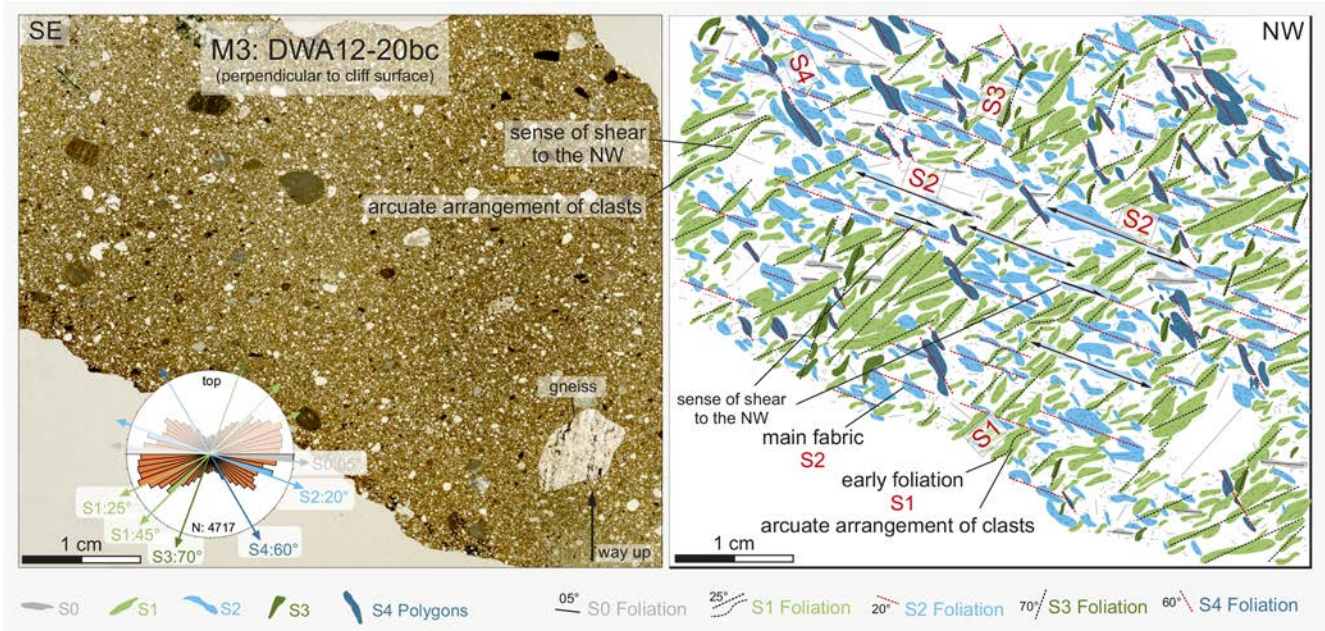 SE
M3: DWA12-20bc
(perpendicular to cliff surface)
sense of shear
to the NW
arcuate arrangement of clasts
gneiss
way up
top
S0:05°
S2:20°
S1:25°
S1:45°
N: 4717
S3:70°
S4:60°
1 cm
NW
S4
S3
S2
S2
sense of shear
to the NW
main fabric
S2
S1
early foliation
S1
arcuate arrangement of clasts
1 cm
S0
S1
S2
S3
S4 Polygons
05°
S0 Foliation
25°
S1 Foliation
20°
S2 Foliation
70°
S3 Foliation
60°
S4 Foliation